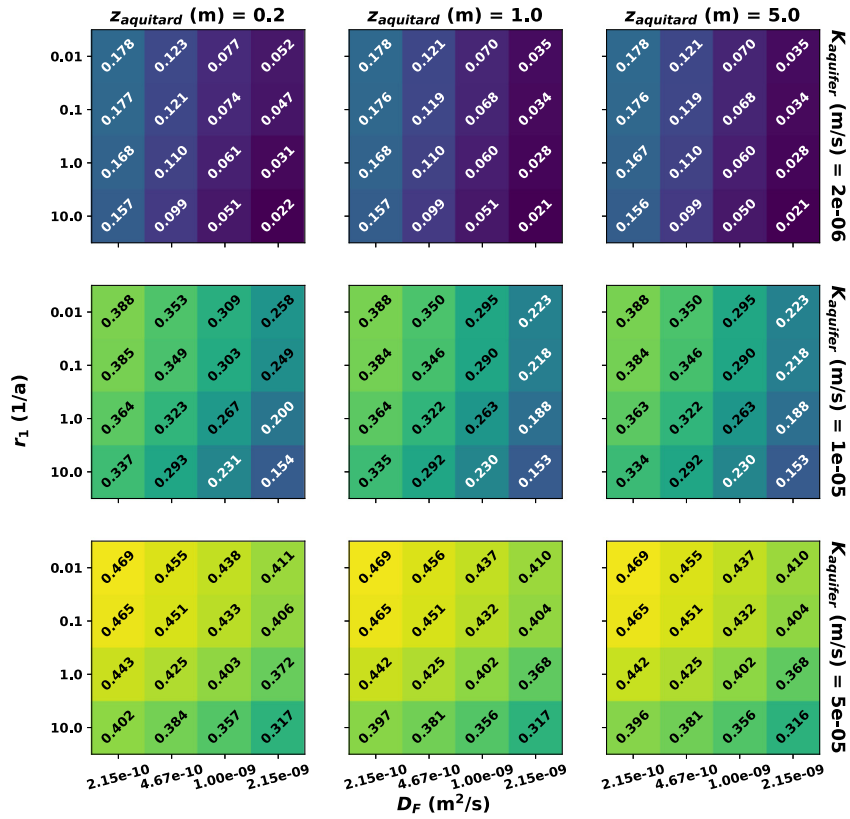 z_aquitard (m) = 0.2 z_aquitard (m) = 1.0 z_aquitard (m) = 5.0
0.01 0.178 0.123 0.077 0.052 0.178 0.121 0.070 0.035 0.178 0.121 0.070 0.035
0.1 0.177 0.121 0.074 0.047 0.176 0.119 0.068 0.034 0.176 0.119 0.068 0.034
1.0 0.168 0.110 0.061 0.031 0.168 0.110 0.060 0.028 0.167 0.110 0.060 0.028
10.0 0.157 0.099 0.051 0.022 0.157 0.099 0.051 0.021 0.156 0.099 0.050 0.021
K_aquifer (m/s) = 2e-06
0.01 0.388 0.353 0.309 0.258 0.388 0.350 0.295 0.223 0.388 0.350 0.295 0.223
0.1 0.385 0.349 0.303 0.249 0.384 0.346 0.290 0.218 0.384 0.346 0.290 0.218
1.0 0.364 0.323 0.267 0.200 0.364 0.322 0.263 0.188 0.363 0.322 0.263 0.188
10.0 0.337 0.293 0.231 0.154 0.335 0.292 0.230 0.153 0.334 0.292 0.230 0.153
K_aquifer (m/s) = 1e-05
r_1 (1/a)
0.01 0.469 0.455 0.438 0.411 0.469 0.456 0.437 0.410 0.469 0.455 0.437 0.410
0.1 0.465 0.451 0.433 0.406 0.465 0.451 0.432 0.404 0.465 0.451 0.432 0.404
1.0 0.443 0.425 0.403 0.372 0.442 0.425 0.402 0.368 0.442 0.425 0.402 0.368
10.0 0.402 0.384 0.357 0.317 0.397 0.381 0.356 0.317 0.396 0.381 0.356 0.316
K_aquifer (m/s) = 5e-05
2.15e-10 4.67e-10 1.00e-09 2.15e-09 2.15e-10 4.67e-10 1.00e-09 2.15e-09 2.15e-10 4.67e-10 1.00e-09 2.15e-09
D_F (m²/s)